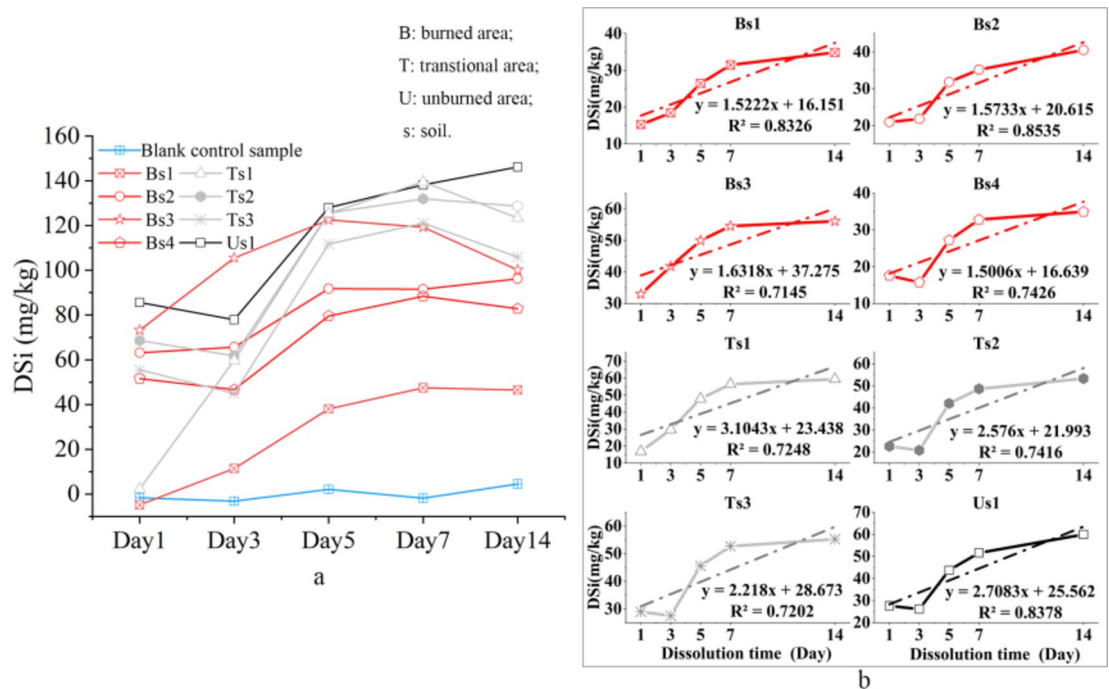 B: burned area;
T: transtional area;
U: unburned area;
s: soil.
160
140
120
100
80
60
40
20
0
DSi (mg/kg)
Blank control sample
Bs1 Ts1
Bs2 Ts2
Bs3 Ts3
Bs4 Us1
Day1 Day3 Day5 Day7 Day14
a
Bs1
DSi(mg/kg)
40
30
20
10
y = 1.5222x + 16.151
R² = 0.8326
1 3 5 7 14
Bs2
40
30
20
y = 1.5733x + 20.615
R² = 0.8535
1 3 5 7 14
Bs3
DSi(mg/kg)
60
50
40
30
y = 1.6318x + 37.275
R² = 0.7145
1 3 5 7 14
Bs4
40
30
20
10
y = 1.5006x + 16.639
R² = 0.7426
1 3 5 7 14
Ts1
DSi(mg/kg)
70
60
50
40
30
20
10
y = 3.1043x + 23.438
R² = 0.7248
1 3 5 7 14
Ts2
60
50
40
30
20
y = 2.576x + 21.993
R² = 0.7416
1 3 5 7 14
Ts3
DSi(mg/kg)
60
50
40
30
y = 2.218x + 28.673
R² = 0.7202
1 3 5 7 14
Dissolution time (Day)
Us1
70
60
50
40
30
20
y = 2.7083x + 25.562
R² = 0.8378
1 3 5 7 14
Dissolution time (Day)
b